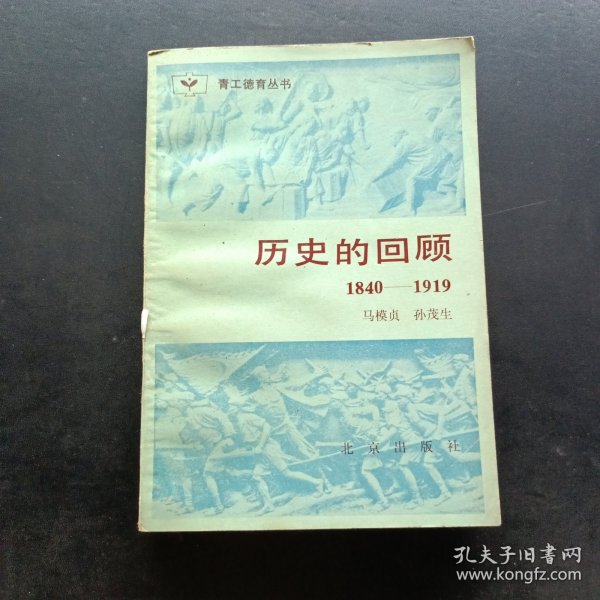 青工德育丛书
历史的回顾
1840——1919
马模贞 孙茂生
北京出版社
孔夫子旧书网
www.kongfz.com